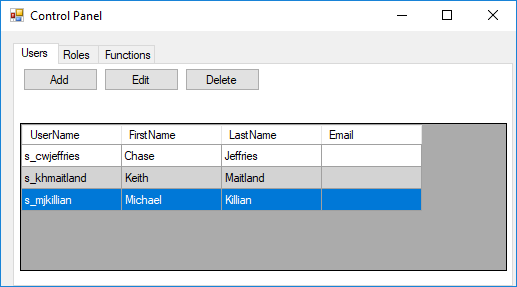 Control Panel
Users Roles Functions
Add Edit Delete
UserName FirstName LastName Email
s_cwjeffries Chase Jeffries
s_khmaitland Keith Maitland
s_mjkillian Michael Killian